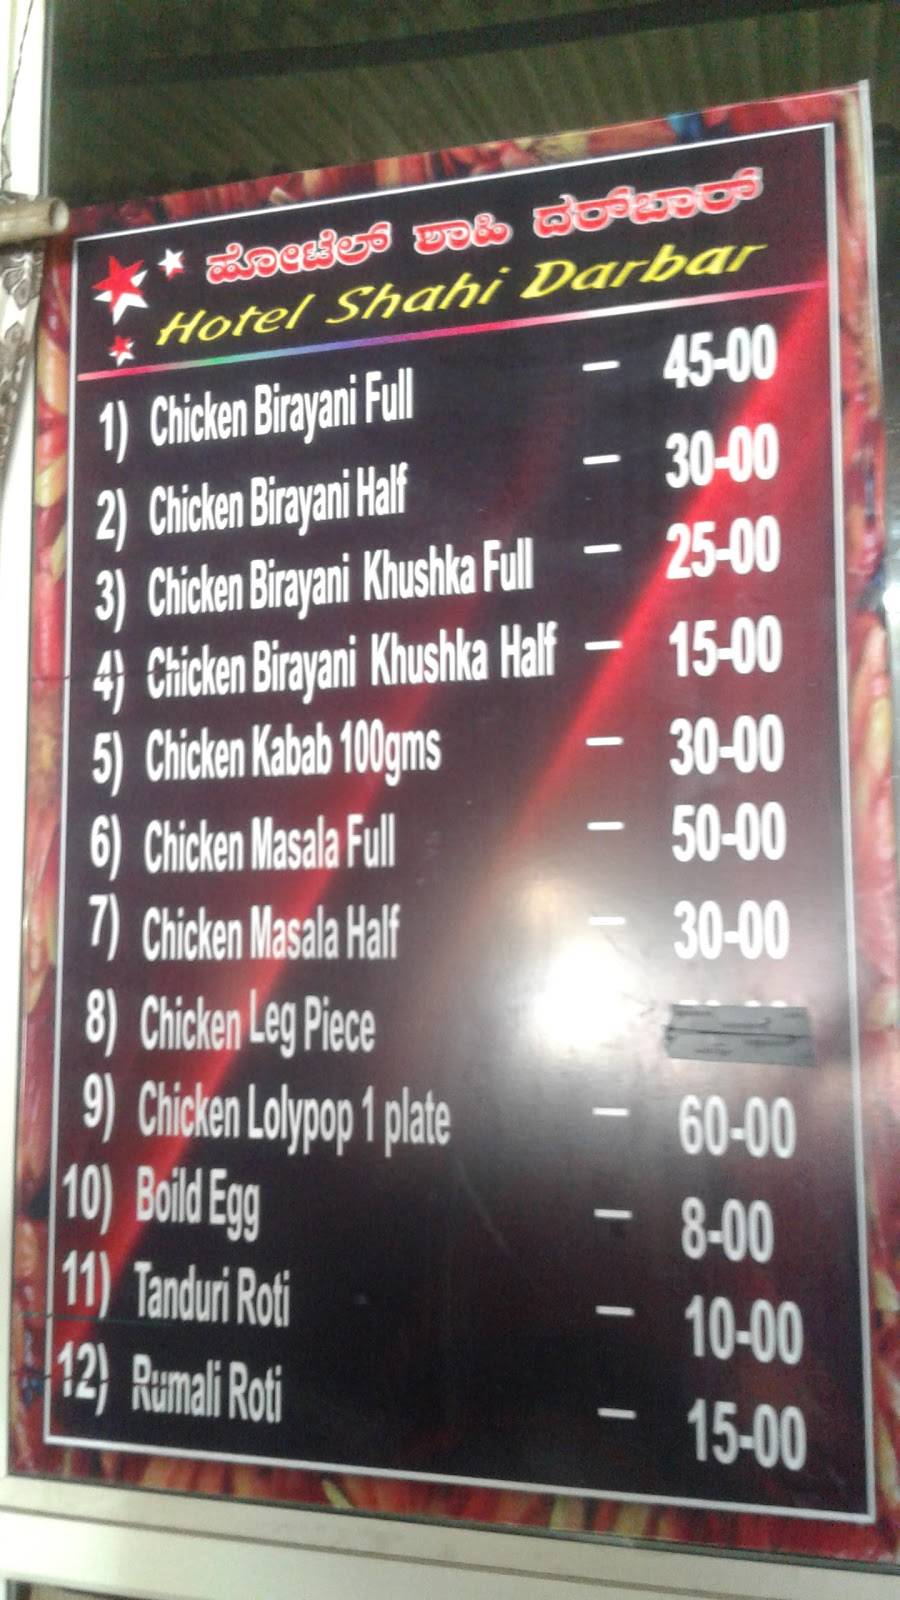 ಹೋಟೆಲ್ ಶಾಹಿ ದರ್‌ಬಾರ್
Hotel Shahi Darbar
1) Chicken Birayani Full — 45-00
2) Chicken Birayani Half — 30-00
3) Chicken Birayani Khushka Full — 25-00
4) Chicken Birayani Khushka Half — 15-00
5) Chicken Kabab 100gms — 30-00
6) Chicken Masala Full — 50-00
7) Chicken Masala Half — 30-00
8) Chicken Leg Piece
9) Chicken Lolypop 1 plate — 60-00
10) Boild Egg — 8-00
11) Tanduri Roti — 10-00
12) Rumali Roti — 15-00